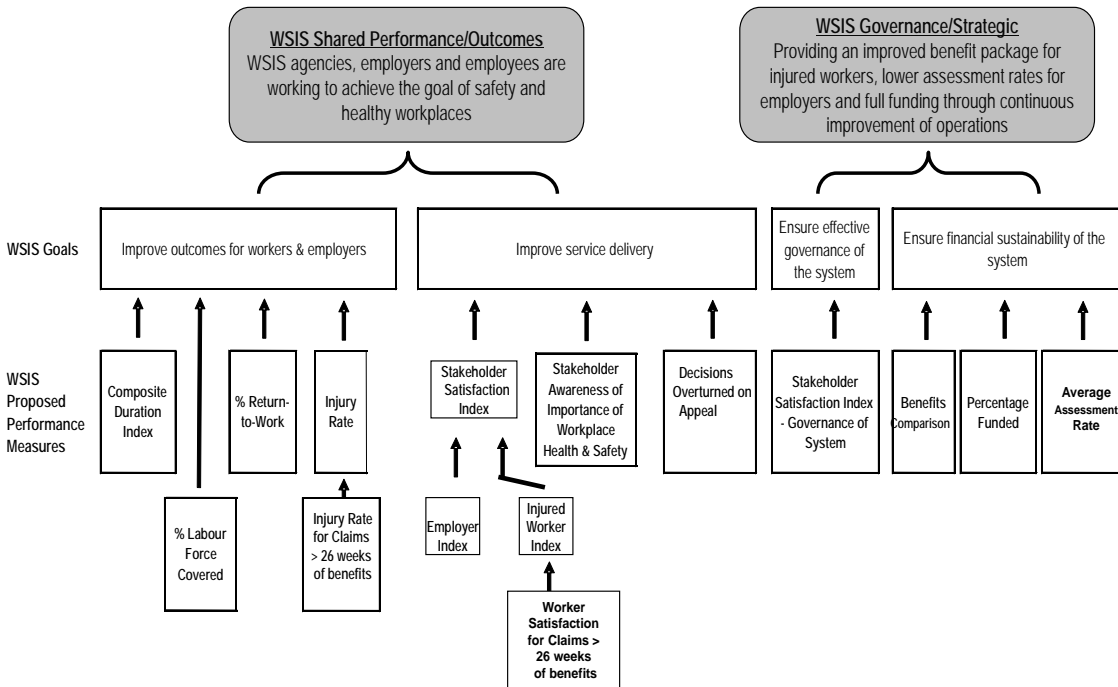 WSIS Shared Performance/Outcomes
WSIS agencies, employers and employees are
working to achieve the goal of safety and
healthy workplaces
WSIS Governance/Strategic
Providing an improved benefit package for
injured workers, lower assessment rates for
employers and full funding through continuous
improvement of operations
WSIS Goals
Improve outcomes for workers & employers
Improve service delivery
Ensure effective
governance of
the system
Ensure financial sustainability of the
system
WSIS
Proposed
Performance
Measures
Composite
Duration
Index
% Return-
to-Work
Injury
Rate
Stakeholder
Satisfaction
Index
Stakeholder
Awareness of
Importance of
Workplace
Health & Safety
Decisions
Overturned on
Appeal
Stakeholder
Satisfaction Index
- Governance of
System
Benefits
Comparison
Percentage
Funded
Average
Assessment
Rate
% Labour
Force
Covered
Injury Rate
for Claims
> 26 weeks
of benefits
Employer
Index
Injured
Worker
Index
Worker
Satisfaction
for Claims >
26 weeks
of benefits